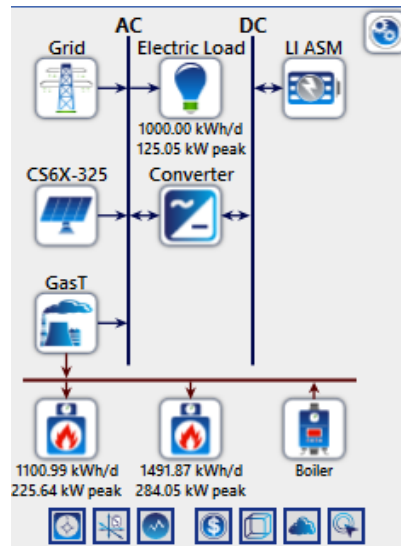 AC DC
Grid Electric Load LI ASM
1000.00 kWh/d
125.05 kW peak
CS6X-325 Converter
GasT
1100.99 kWh/d 1491.87 kWh/d Boiler
225.64 kW peak 284.05 kW peak